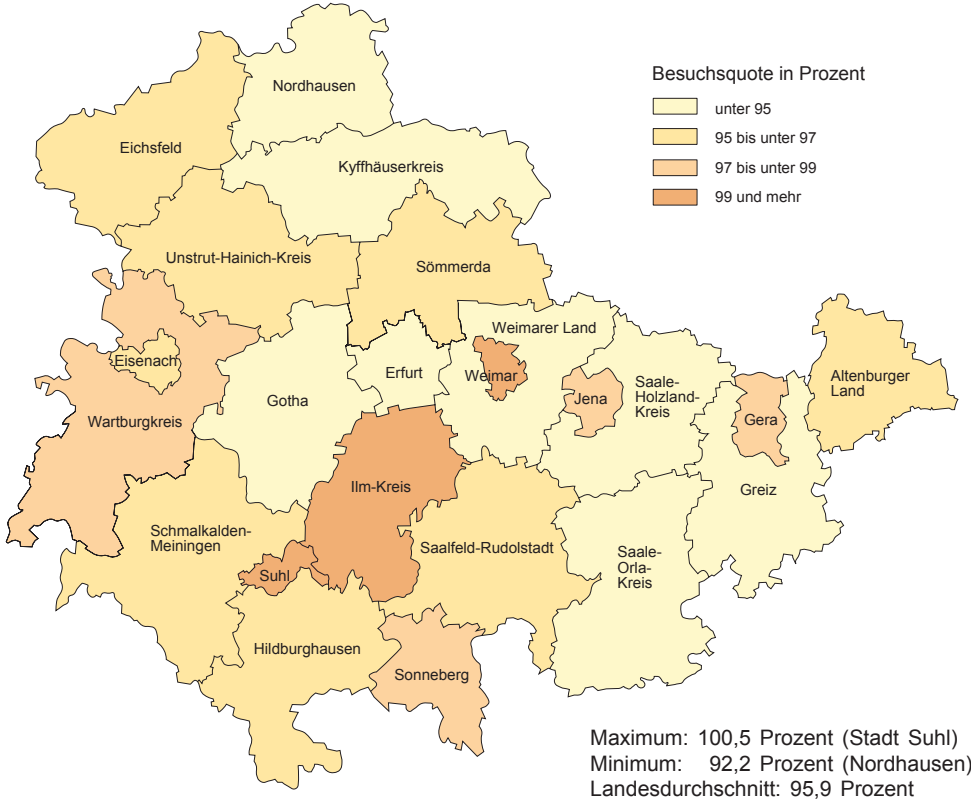 Besuchsquote in Prozent
unter 95
95 bis unter 97
97 bis unter 99
99 und mehr
Nordhausen
Eichsfeld
Kyffhäuserkreis
Unstrut-Hainich-Kreis
Sömmerda
Weimarer Land
Eisenach
Erfurt
Weimar
Gotha
Jena
Saale-
Holzland-
Kreis
Altenburger
Land
Wartburgkreis
Gera
Ilm-Kreis
Greiz
Schmalkalden-
Meiningen
Saalfeld-Rudolstadt
Saale-
Orla-
Kreis
Suhl
Hildburghausen
Sonneberg
Maximum: 100,5 Prozent (Stadt Suhl)
Minimum: 92,2 Prozent (Nordhausen)
Landesdurchschnitt: 95,9 Prozent